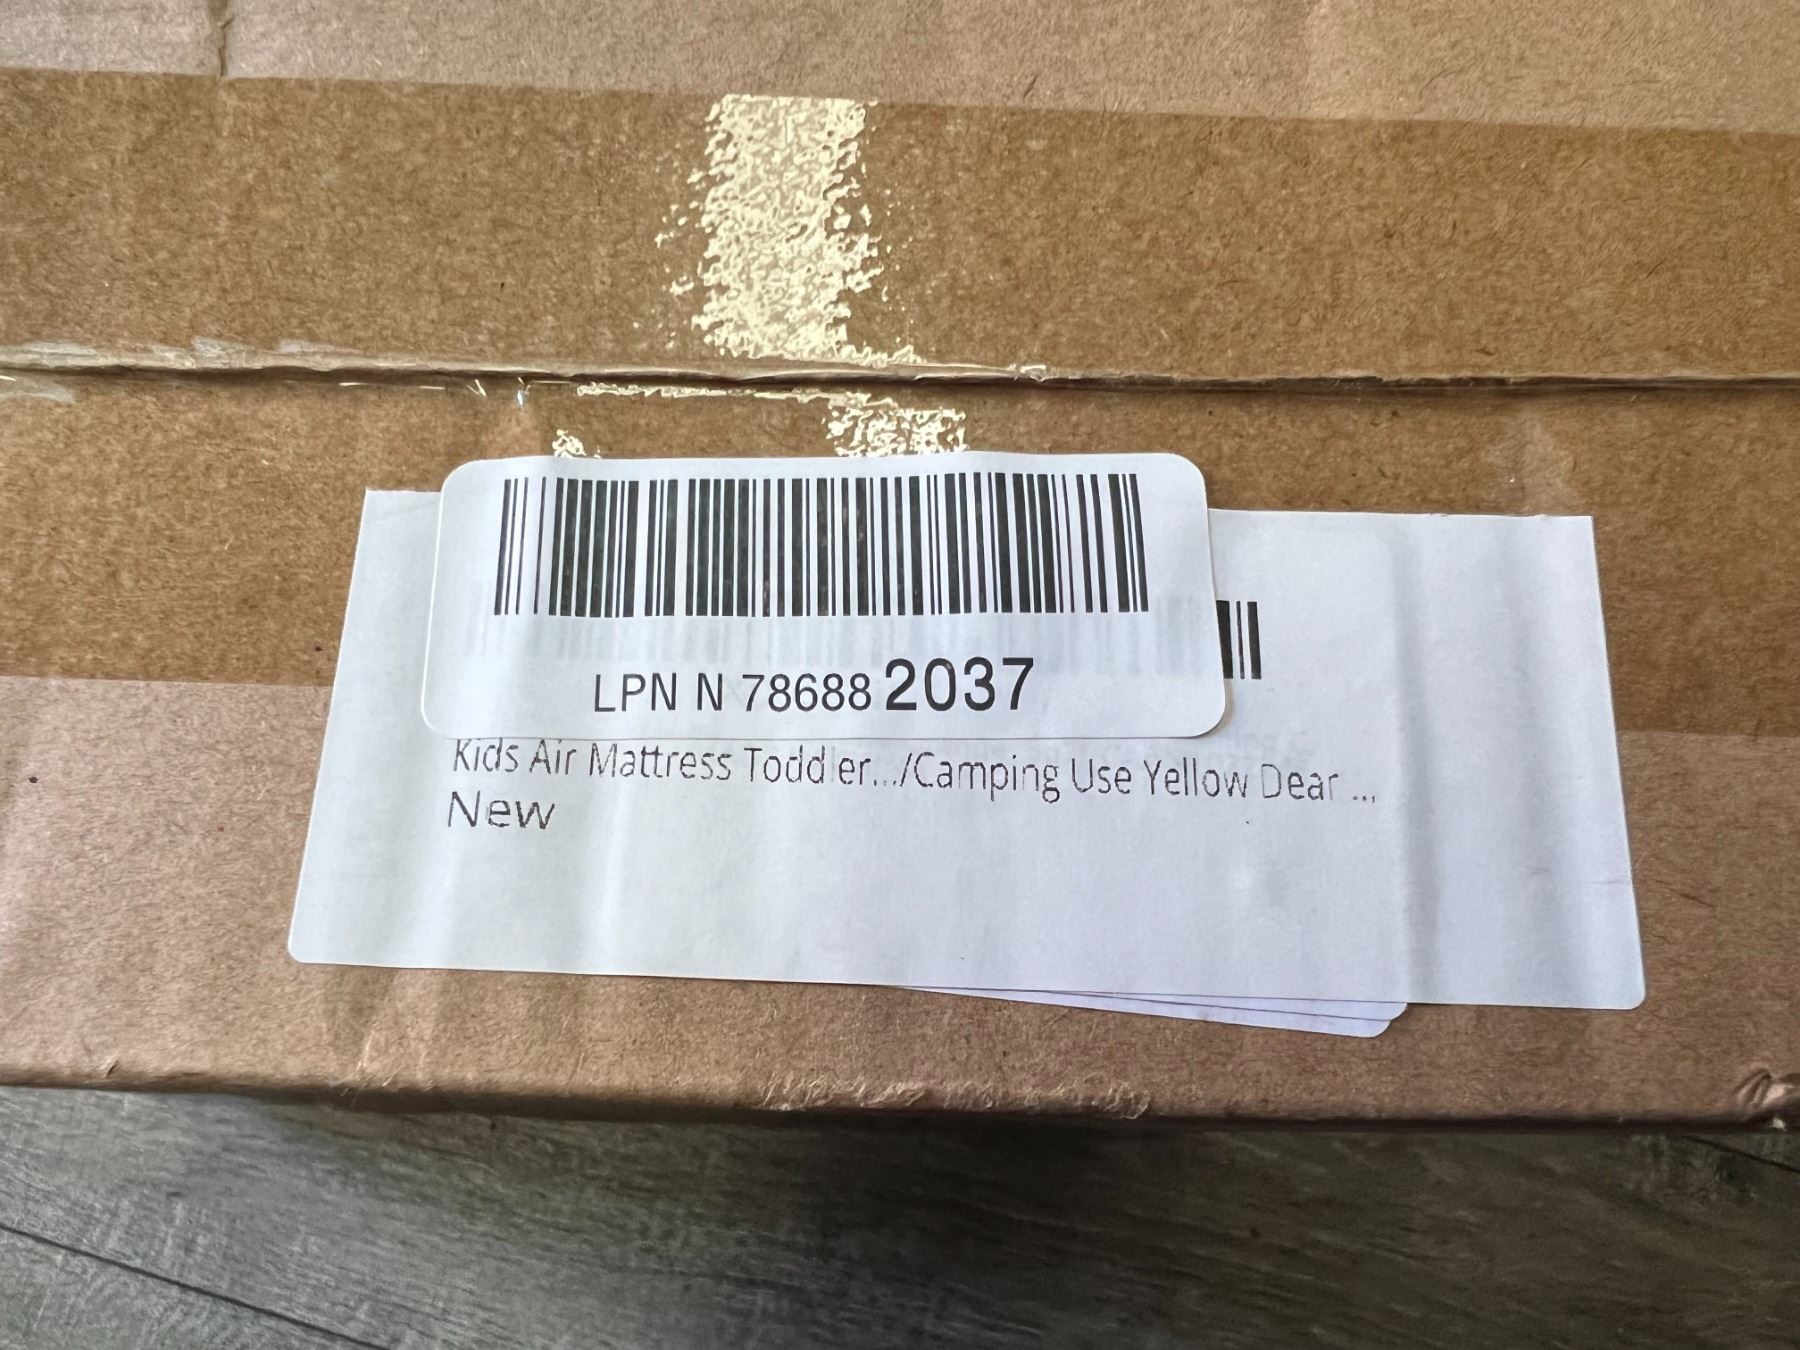 LPN N 78688 2037
Kids Air Mattress Toddler.../Camping Use Yellow Dear ...
New